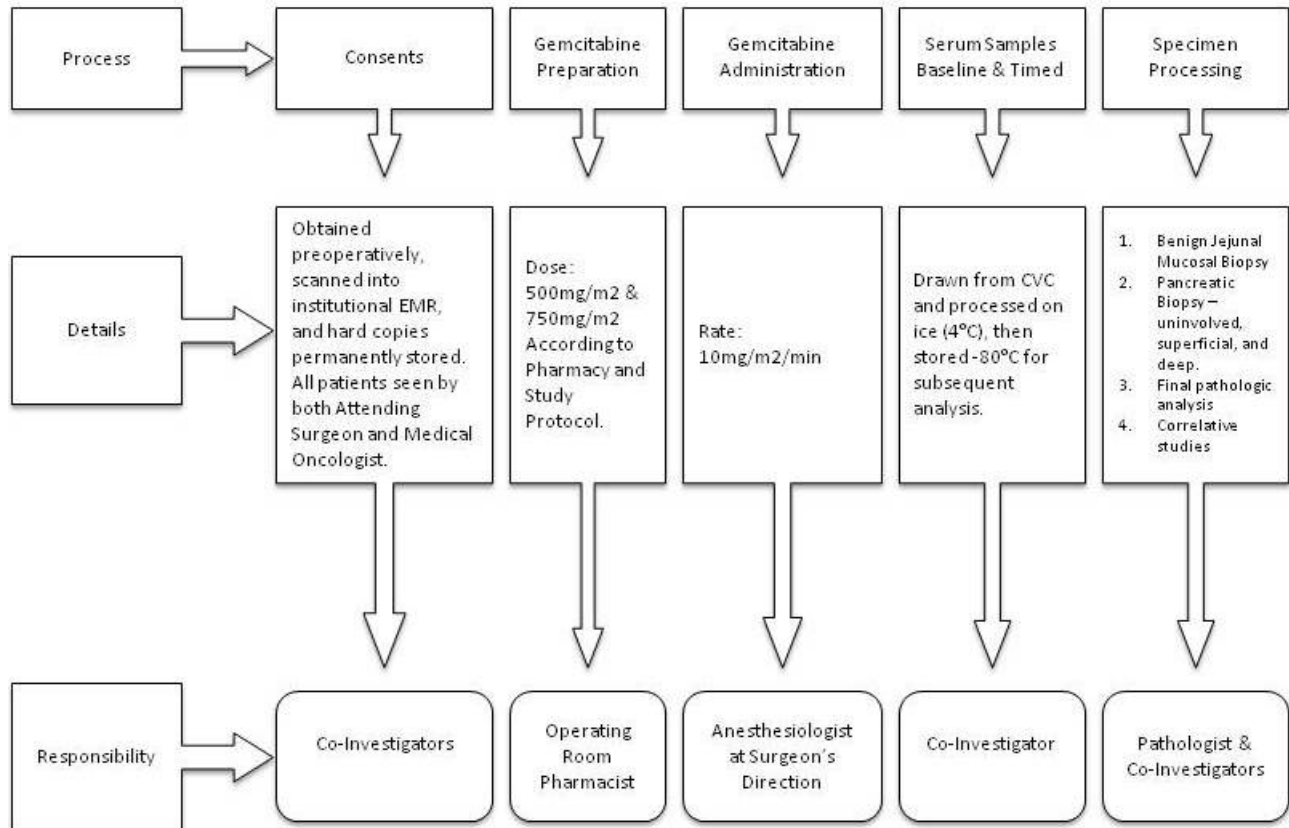 Process
Consents
Gemcitabine
Preparation
Gemcitabine
Administration
Serum Samples
Baseline & Timed
Specimen
Processing
Details
Obtained
preoperatively,
scanned into
institutional EMR,
and hard copies
permanently stored.
All patients seen by
both Attending
Surgeon and Medical
Oncologist.
Dose:
500mg/m2 &
750mg/m2
According to
Pharmacy and
Study
Protocol.
Rate:
10mg/m2/min
Drawn from CVC
and processed on
ice (4°C), then
stored -80°C for
subsequent
analysis.
1. Benign Jejunal
Mucosal Biopsy
2. Pancreatic
Biopsy –
uninvolved,
superficial, and
deep.
3. Final pathologic
analysis
4. Correlative
studies
Responsibility
Co-Investigators
Operating
Room
Pharmacist
Anesthesiologist
at Surgeon's
Direction
Co-Investigator
Pathologist &
Co-Investigators